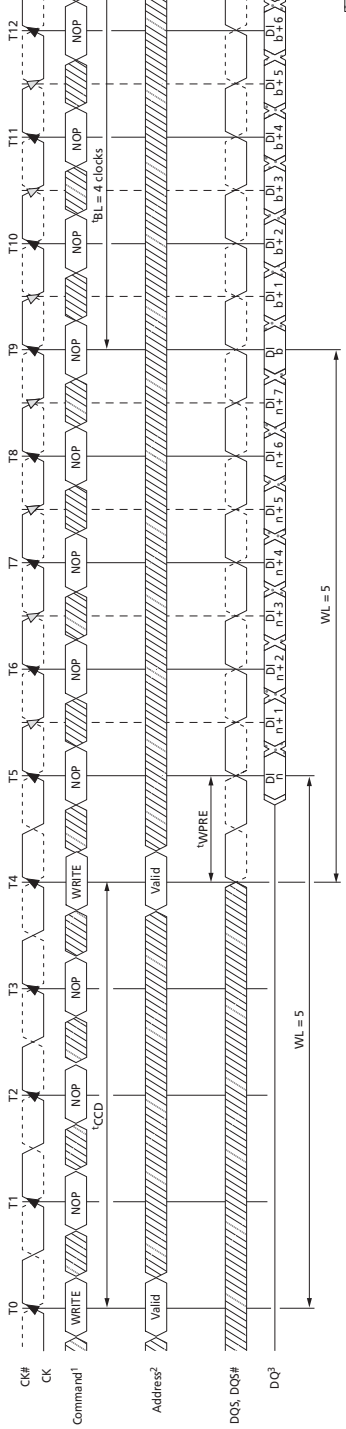 T0 T1 T2 T3 T4 T5 T6 T7 T8 T9 T10 T11 T12
CK#
CK
Command1 WRITE NOP NOP NOP WRITE NOP NOP NOP NOP NOP NOP NOP NOP
tCCD tBL = 4 clocks
Address2 Valid Valid
tWPRE
DQS, DQS#
DQ3 DI n DI n + 1 DI n + 2 DI n + 3 DI n + 4 DI n + 5 DI n + 6 DI n + 7 DI b DI b + 1 DI b + 2 DI b + 3 DI b + 4 DI b + 5 DI b + 6
WL = 5
WL = 5